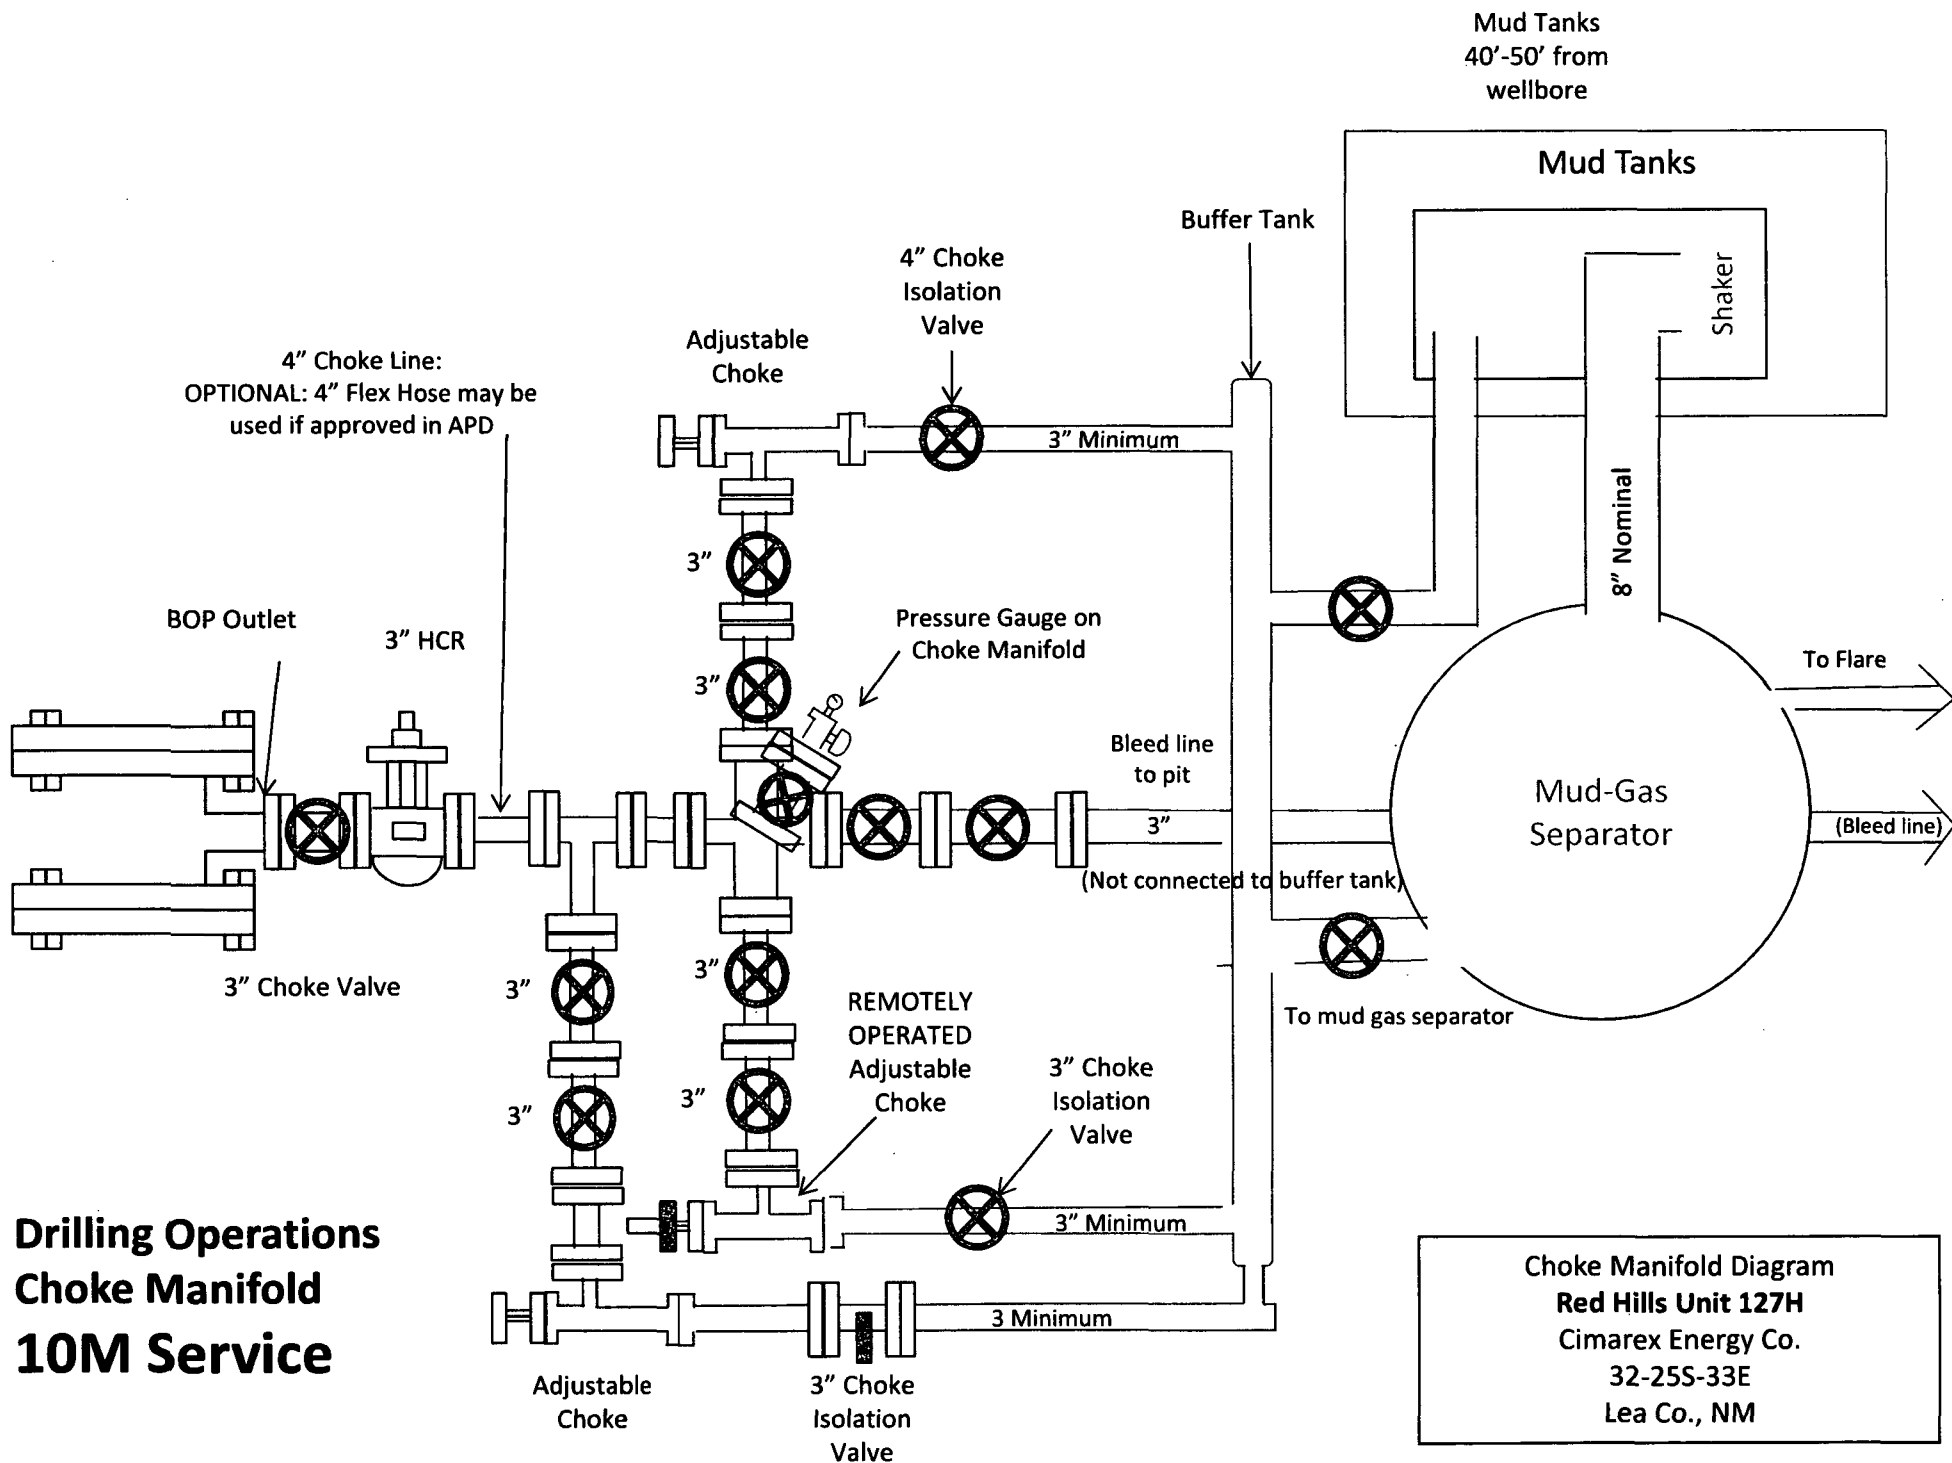 Mud Tanks
40’-50’ from
wellbore
Mud Tanks
Shaker
Buffer Tank
4” Choke
Isolation
Valve
Adjustable
Choke
4” Choke Line:
OPTIONAL: 4” Flex Hose may be
used if approved in APD
3” Minimum
8” Nominal
3”
BOP Outlet
3” HCR
Pressure Gauge on
Choke Manifold
3”
To Flare
Bleed line
to pit
3”
Mud-Gas
Separator
(Bleed line)
(Not connected to buffer tank)
3” Choke Valve
3”
3”
REMOTELY
OPERATED
Adjustable
Choke
To mud gas separator
3” Choke
Isolation
Valve
3”
3”
3” Minimum
3 Minimum
Adjustable
Choke
3” Choke
Isolation
Valve
Drilling Operations
Choke Manifold
10M Service
Choke Manifold Diagram
Red Hills Unit 127H
Cimarex Energy Co.
32-25S-33E
Lea Co., NM